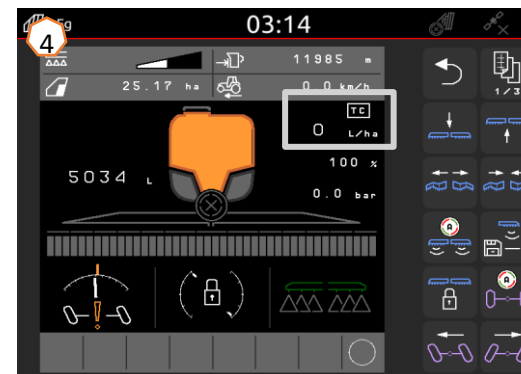 4 g 03:14
11985 m
25.17 ha 0.0 km/h
1/3
TC
0 L/ha
5034 L
100 %
0.0 bar
A
A